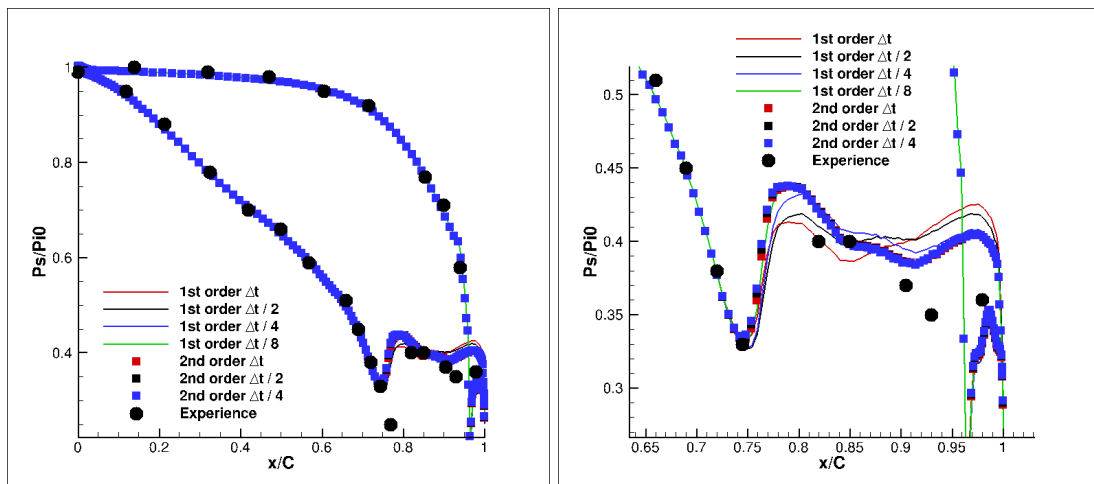 1
0.8
0.6
0.4
Ps/Pi0
1st order Δt
1st order Δt / 2
1st order Δt / 4
1st order Δt / 8
2nd order Δt
2nd order Δt / 2
2nd order Δt / 4
Experience
0
0.2
0.4
0.6
0.8
1
x/C
1st order Δt
1st order Δt / 2
1st order Δt / 4
1st order Δt / 8
2nd order Δt
2nd order Δt / 2
2nd order Δt / 4
Experience
0.5
0.45
0.4
0.35
0.3
Ps/Pi0
0.65
0.7
0.75
0.8
0.85
0.9
0.95
1
x/C